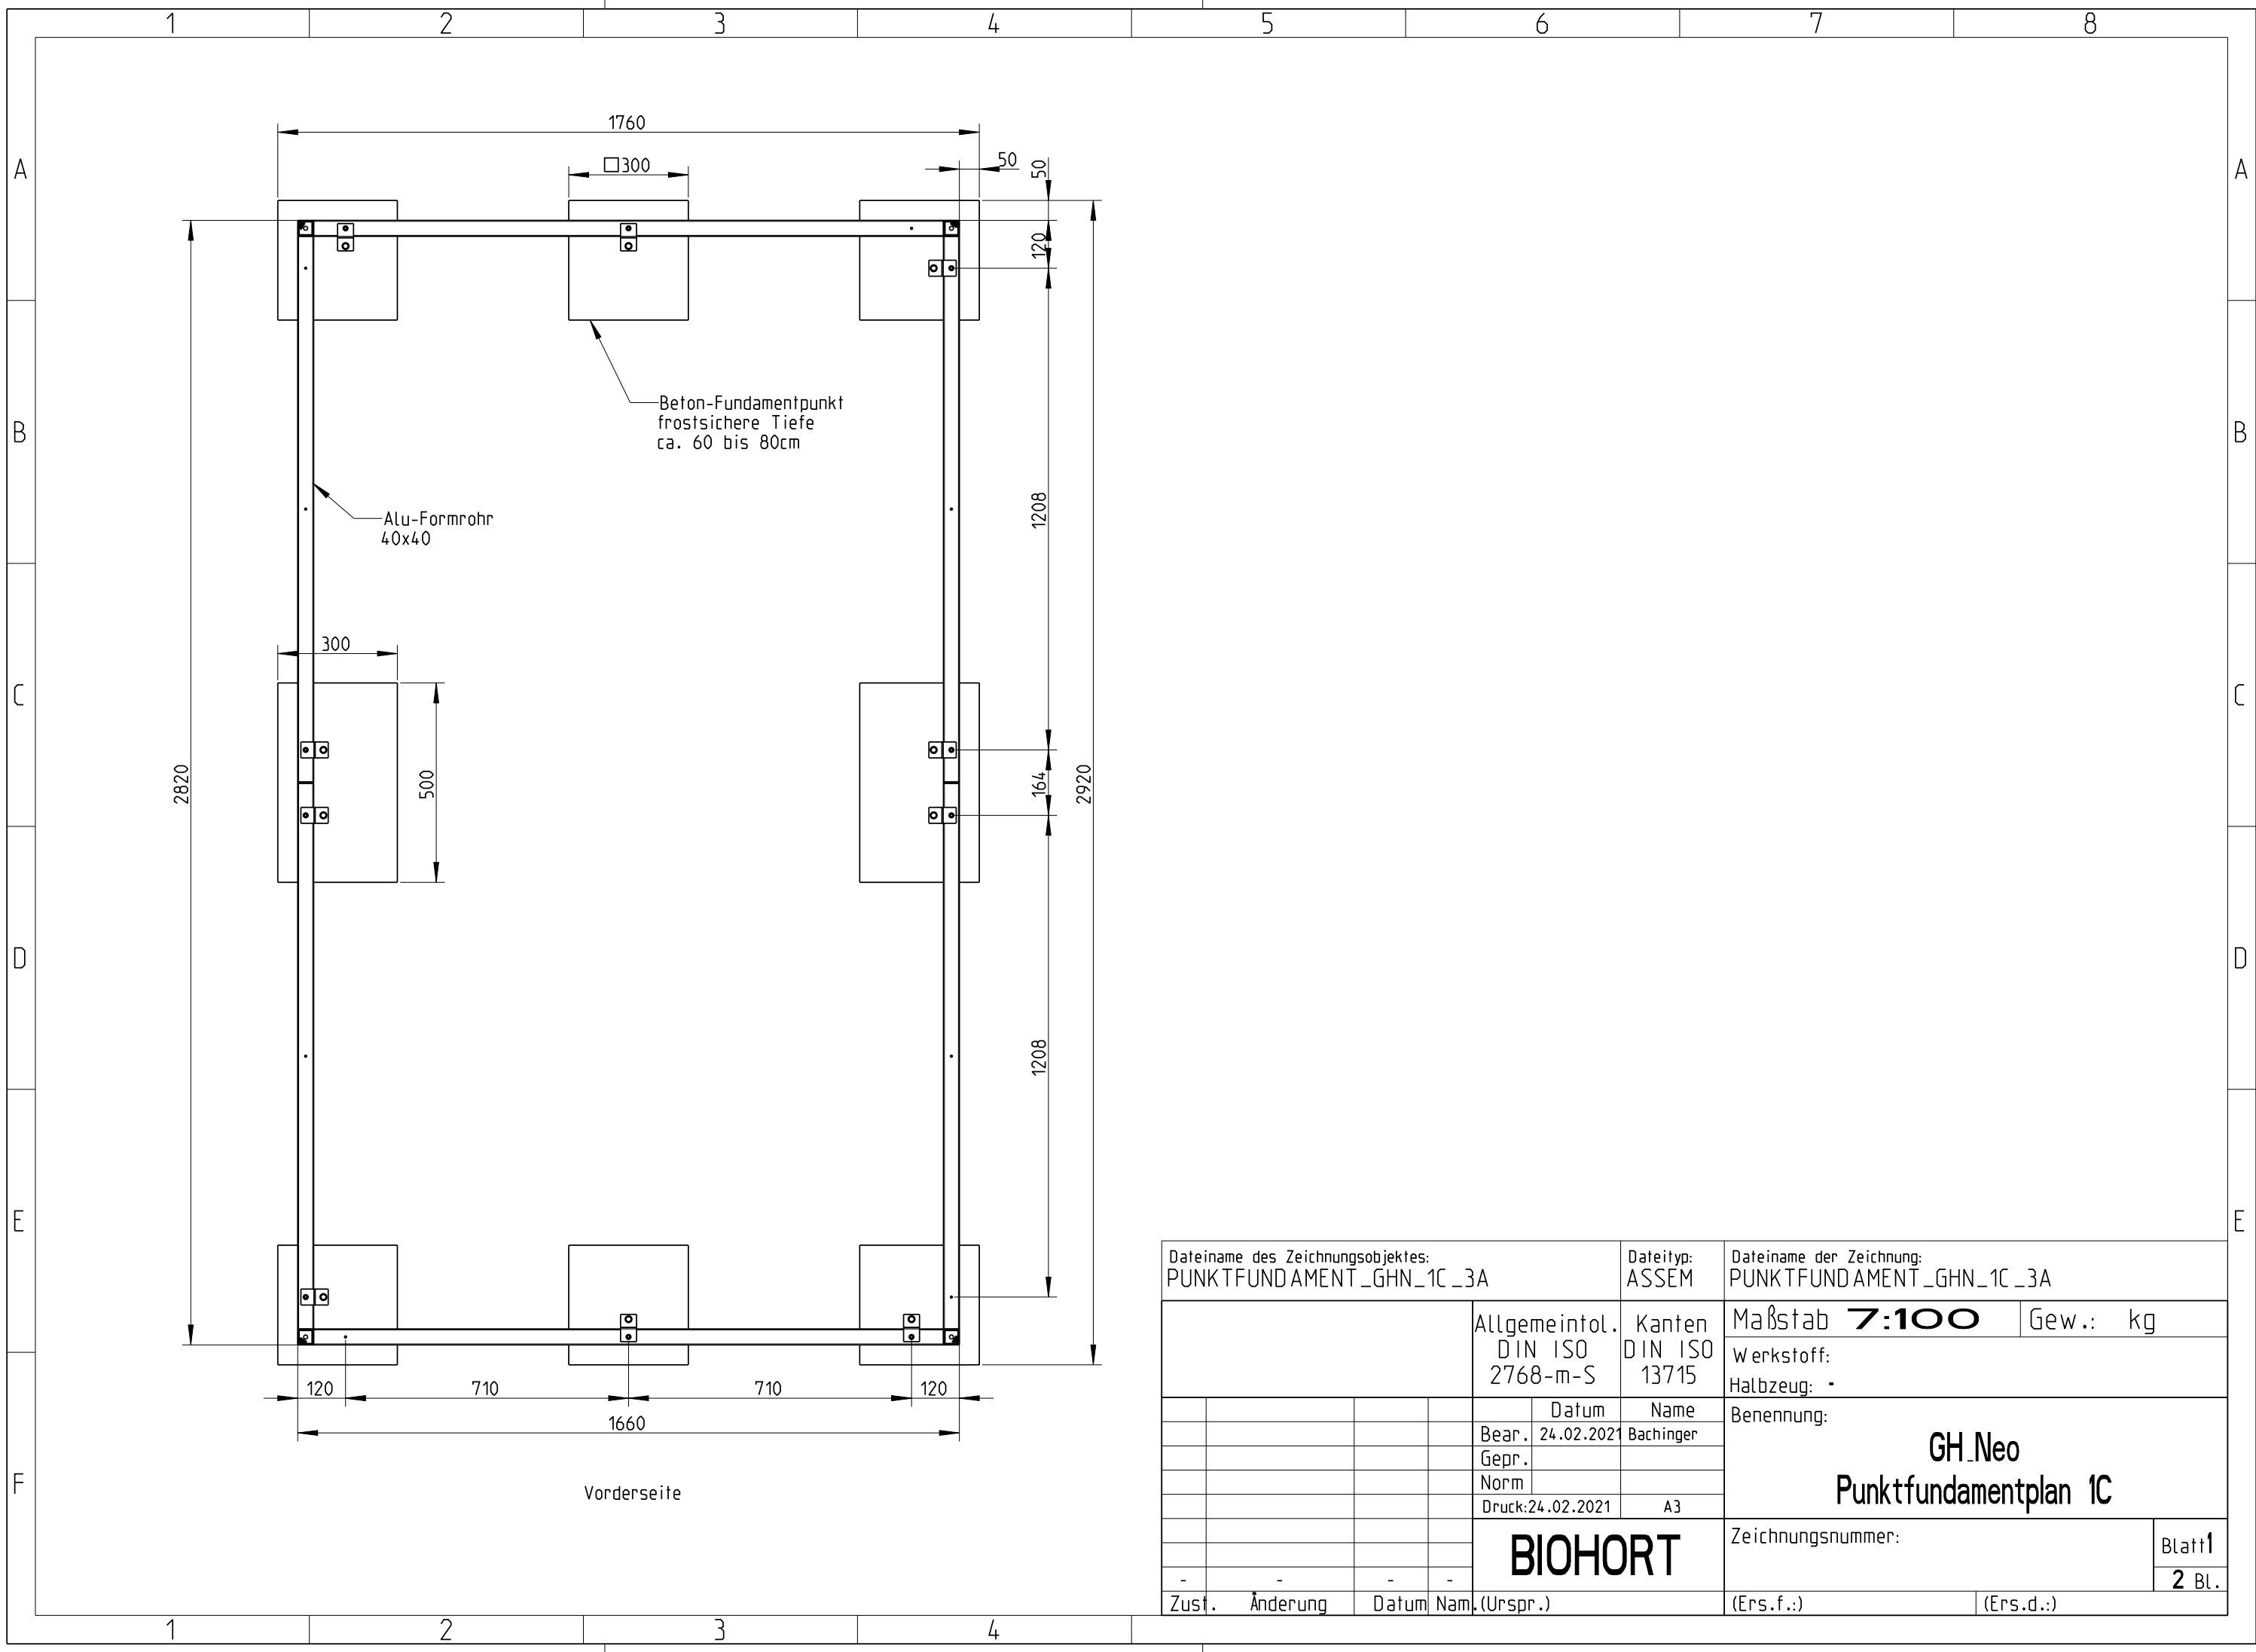 1 2 3 4 5 6 7 8
A A
B B
C C
D D
E E
F
1760
□300
50
50
120
Beton-Fundamentpunkt
frostsichere Tiefe
ca. 60 bis 80cm
1208
Alu-Formrohr
40x40
300
2820
500
164
2920
1208
120 710 710 120
1660
Vorderseite
Dateiname des Zeichnungsobjektes:
PUNKTFUNDAMENT_GHN_1C_3A
Dateityp:
ASSEM
Dateiname der Zeichnung:
PUNKTFUNDAMENT_GHN_1C_3A
Allgemeintol.
DIN ISO
2768-m-S
Kanten
DIN ISO
13715
Maßstab 7:100
Gew.: kg
Werkstoff:
Halbzeug: -
Datum Name
Bear. 24.02.2021 Bachinger
Gepr.
Norm
Druck:24.02.2021 A3
Benennung:
GH_Neo
Punktfundamentplan 1C
BIOHORT
Zeichnungsnummer:
Blatt1
2 Bl.
- - - -
Zust. Änderung Datum Nam. (Urspr.) (Ers.f.:) (Ers.d.:)
1 2 3 4